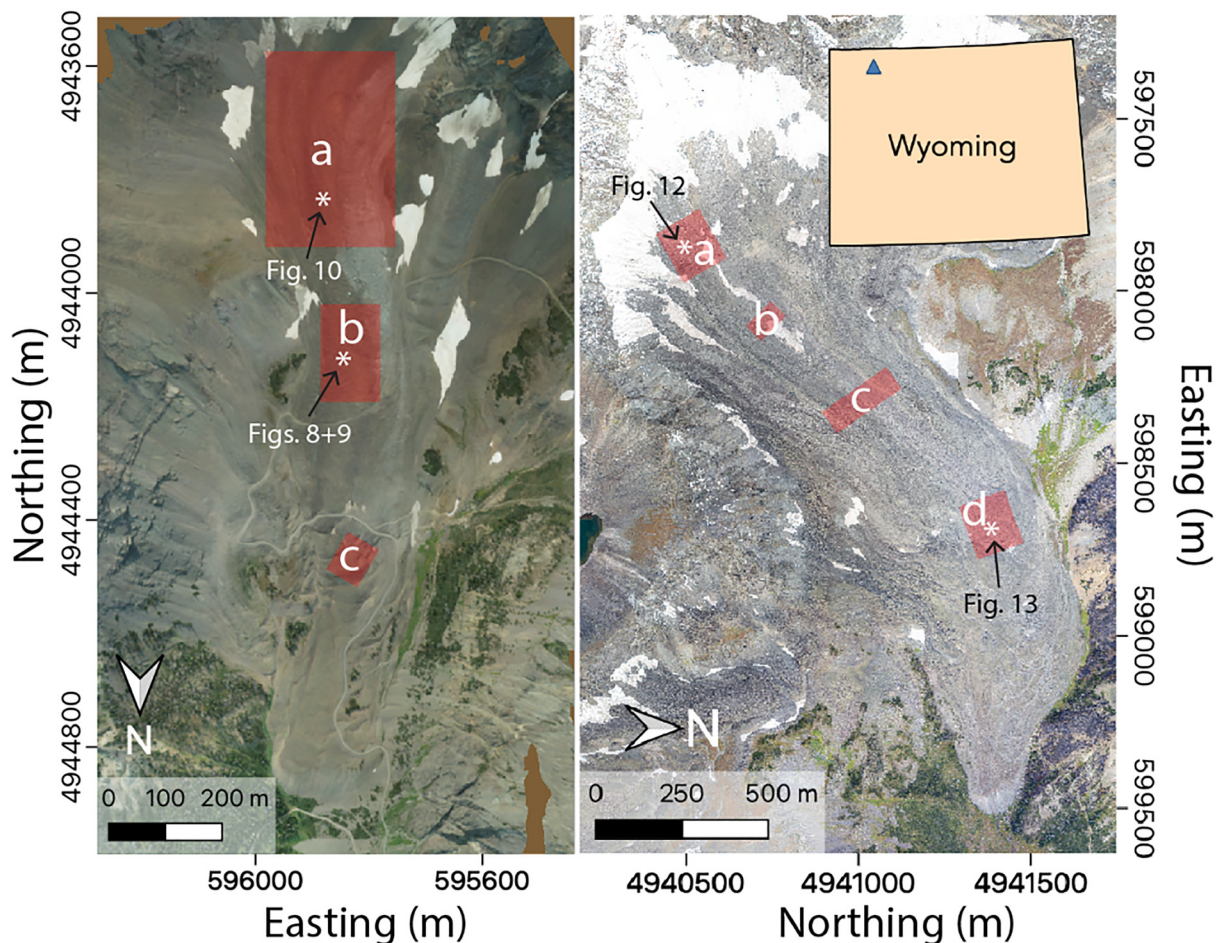 Northing (m)
4943600
4944000
4944400
4944800
a
*
Fig. 10
b
*
Figs. 8+9
c
N
0 100 200 m
596000 595600
Easting (m)
Wyoming
Fig. 12
*a
b
c
d
*
Fig. 13
N
0 250 500 m
4940500 4941000 4941500
Northing (m)
597500
598000
598500
599000
599500
Easting (m)